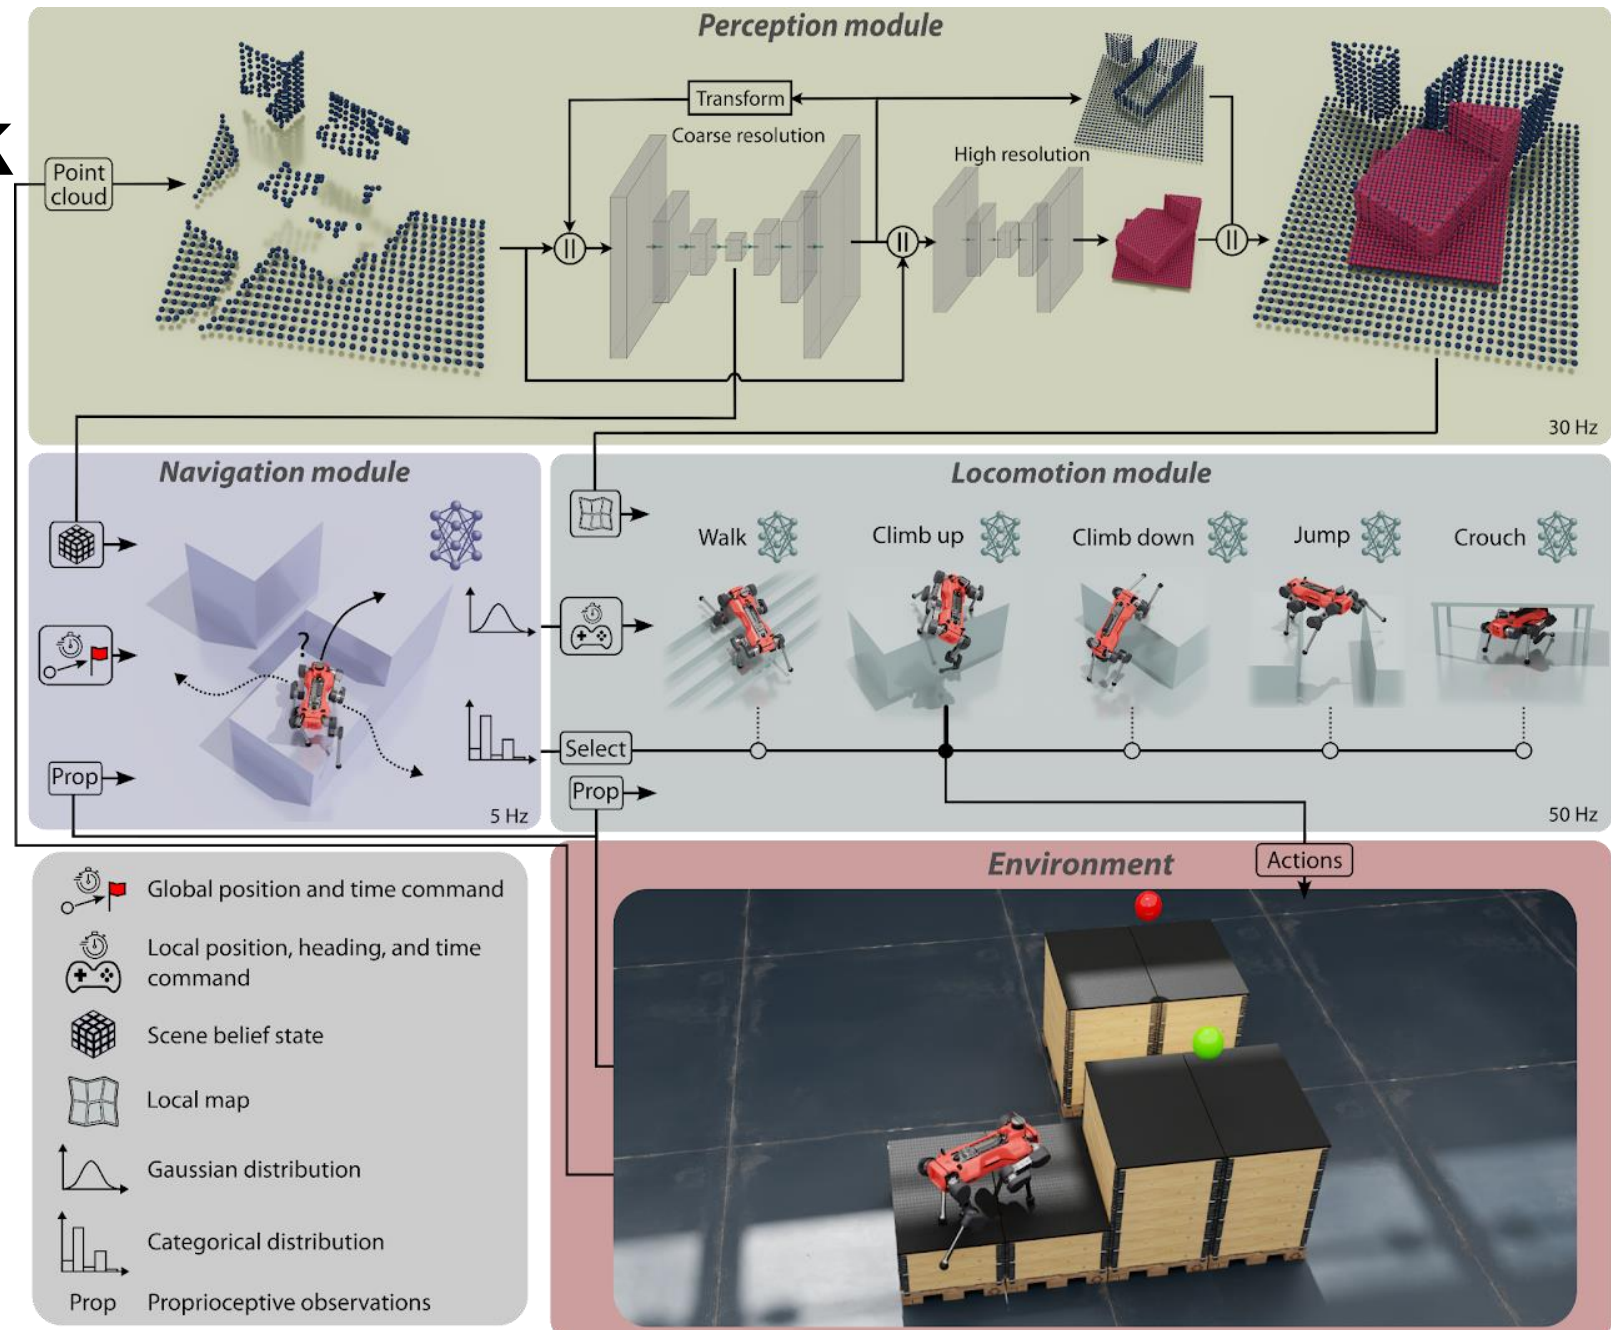 Perception module
Transform
Coarse resolution
High resolution
Point
cloud
30 Hz
Navigation module
?
Prop
5 Hz
Locomotion module
Walk
Climb up
Climb down
Jump
Crouch
Select
Prop
50 Hz
Environment
Actions
Global position and time command
Local position, heading, and time
command
Scene belief state
Local map
Gaussian distribution
Categorical distribution
Prop
Proprioceptive observations